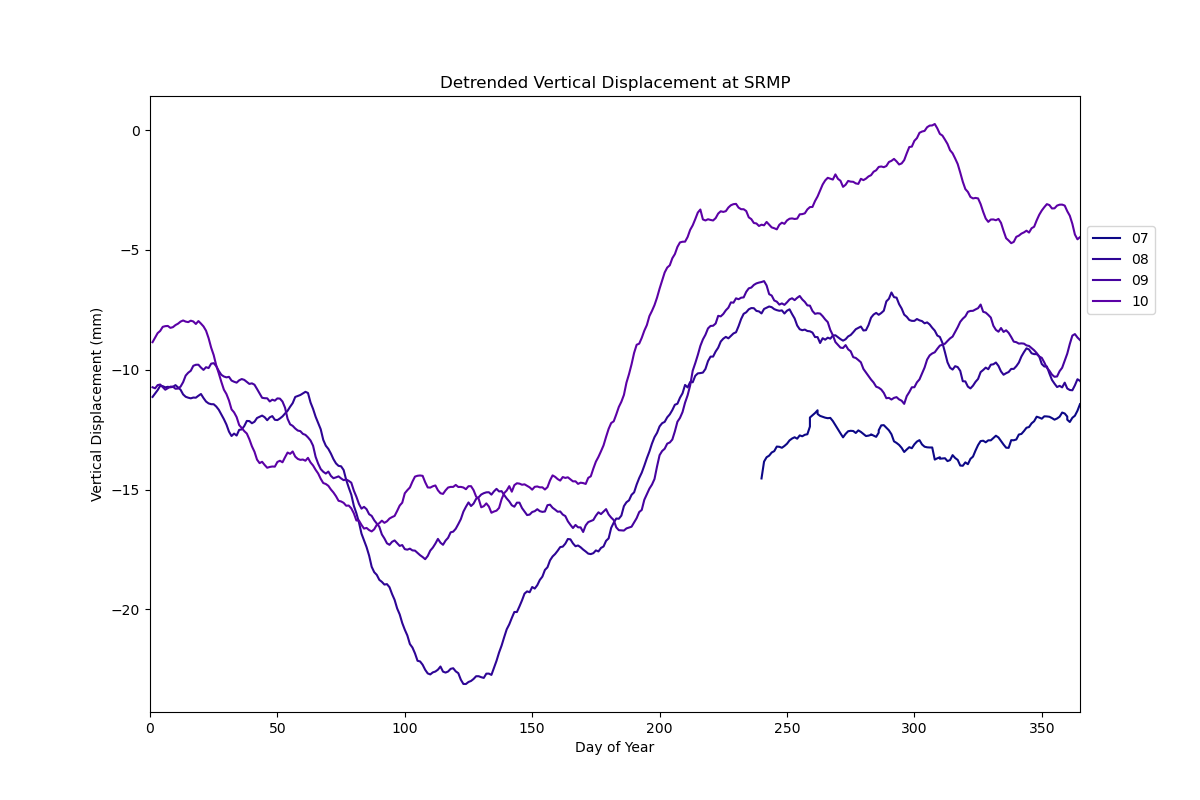 Detrended Vertical Displacement at SRMP
Vertical Displacement (mm)
0
−5
−10
−15
−20
0 50 100 150 200 250 300 350
Day of Year
07
08
09
10